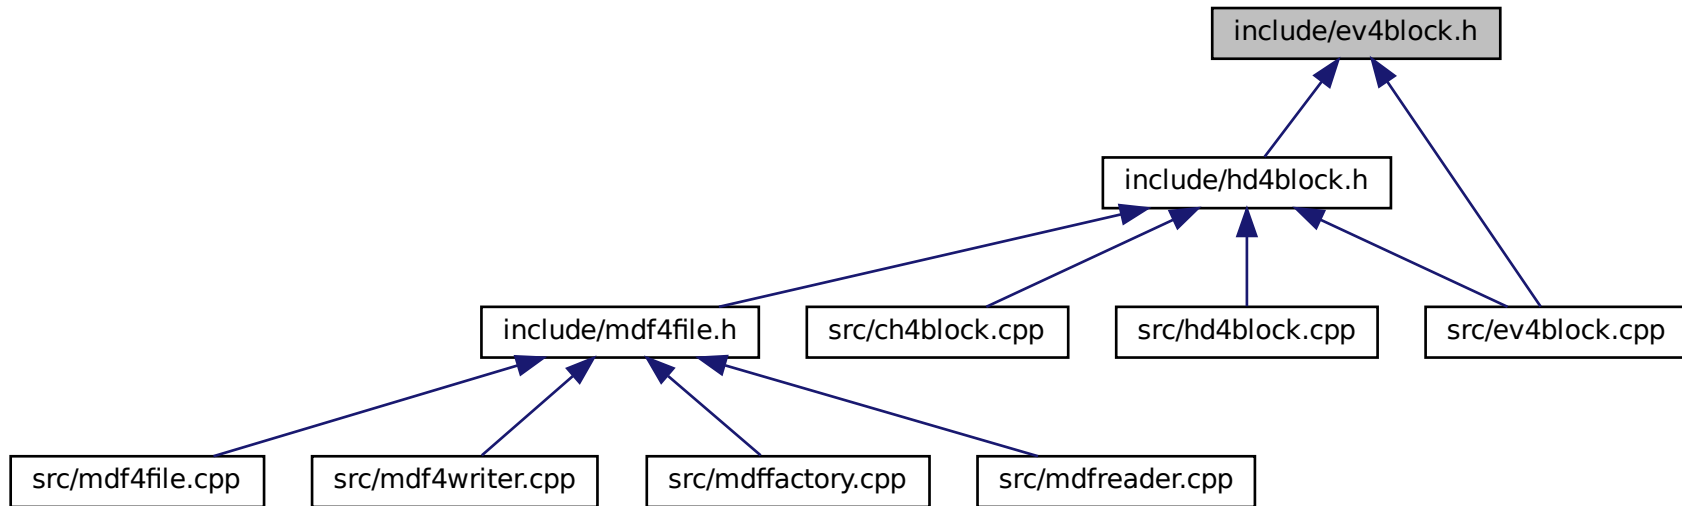 include/ev4block.h
include/hd4block.h
include/mdf4file.h
src/ch4block.cpp
src/hd4block.cpp
src/ev4block.cpp
src/mdf4file.cpp
src/mdf4writer.cpp
src/mdffactory.cpp
src/mdfreader.cpp